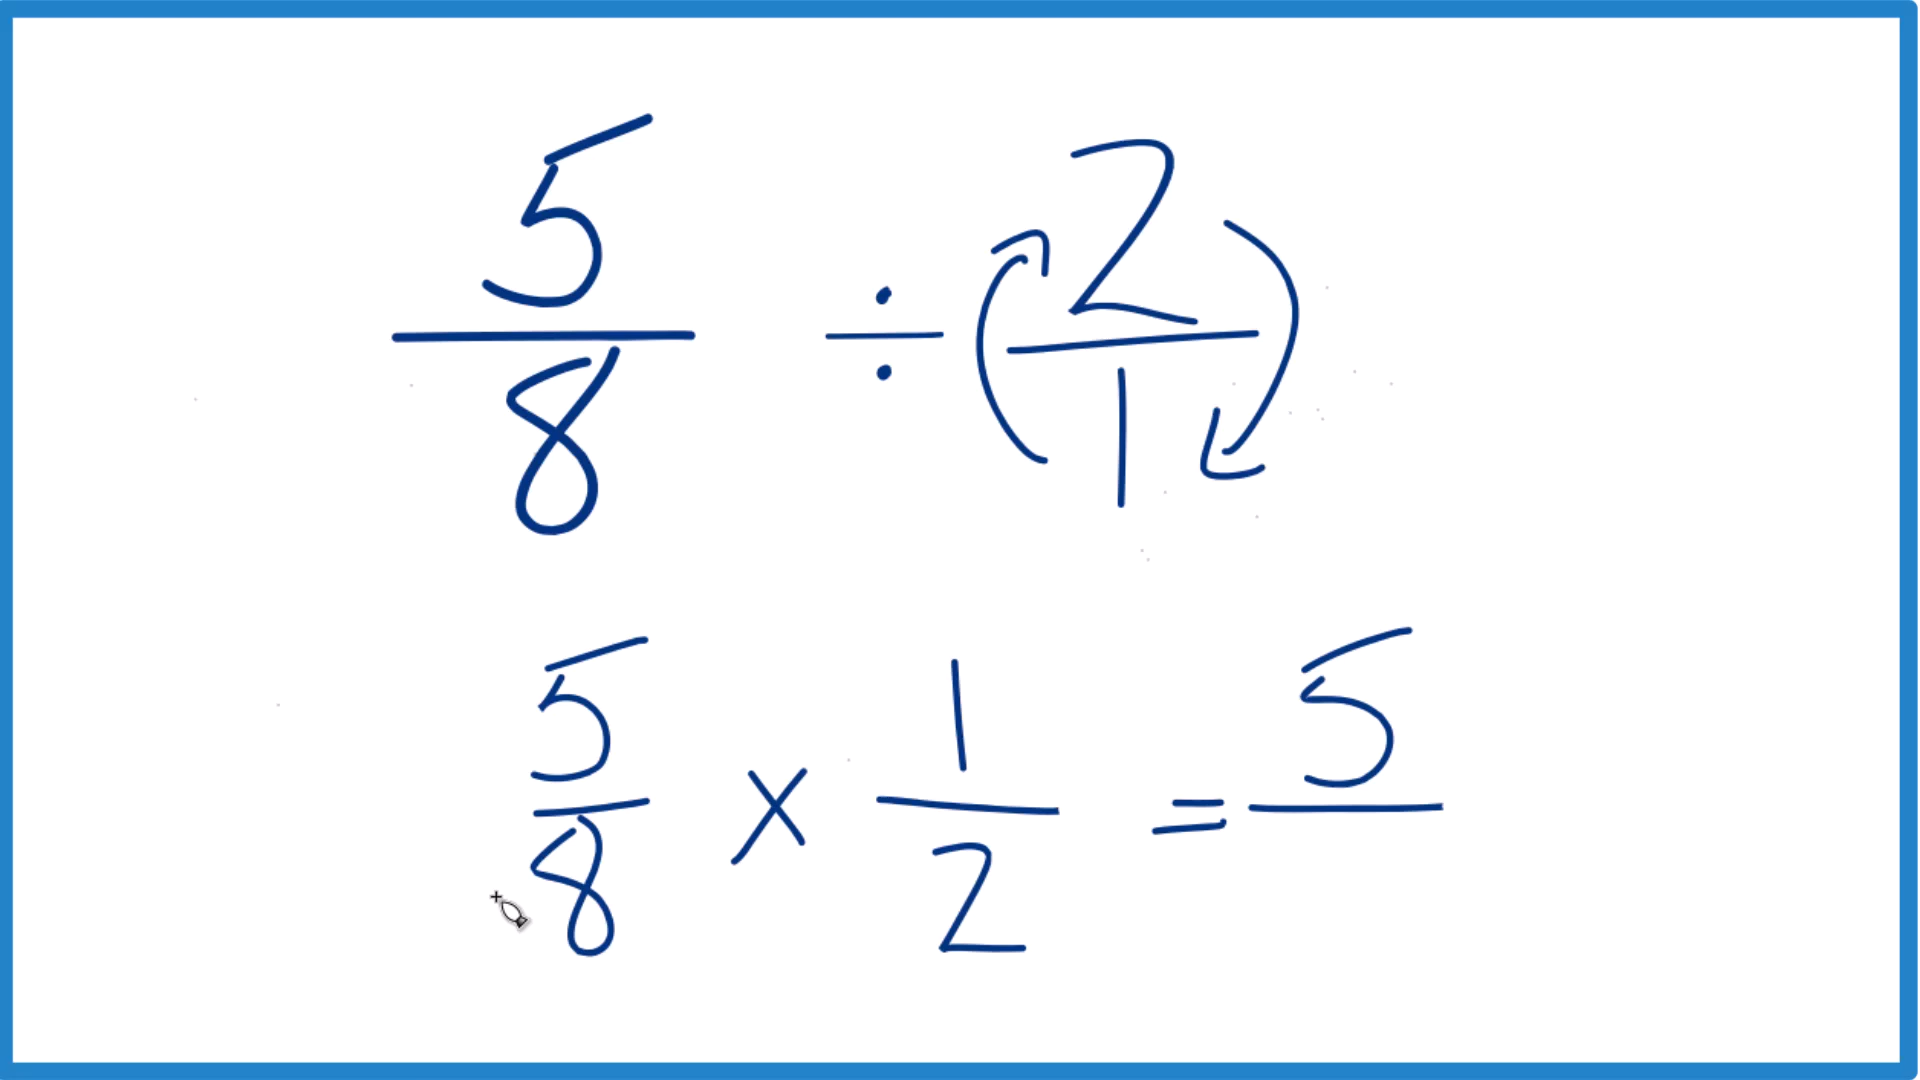 5/8 ÷ 2/1
5/8 × 1/2 = 5/